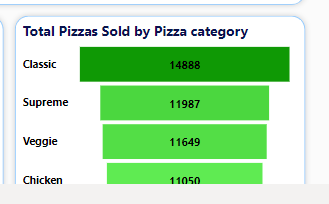 Total Pizzas Sold by Pizza category
Classic 14888
Supreme 11987
Veggie 11649
Chicken 11050